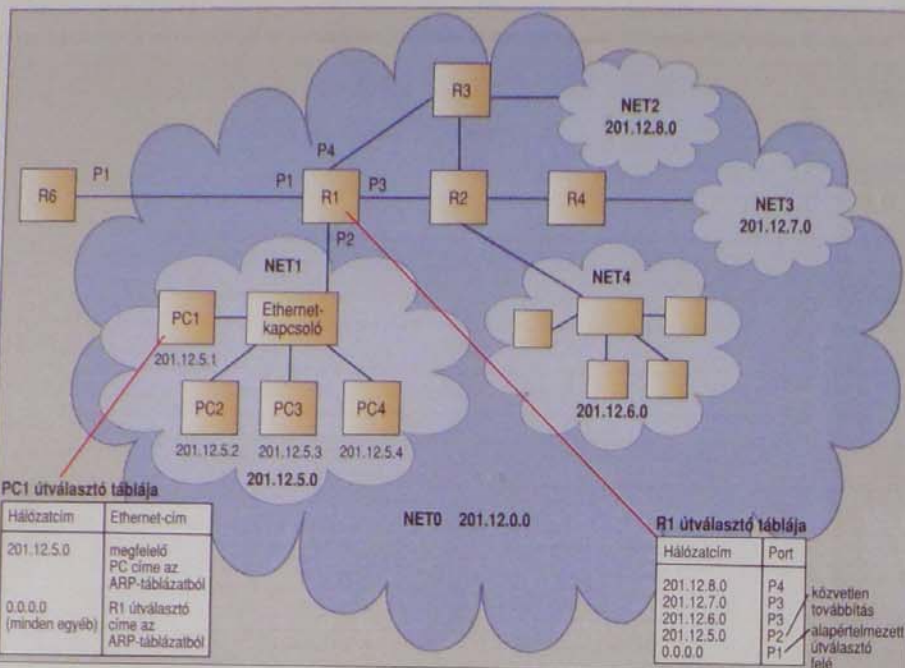 R3
NET2
201.12.8.0
P4
P1
P1
P3
R6
R1
R2
R4
NET3
201.12.7.0
P2
NET1
NET4
PC1
Ethernet-
kapcsoló
201.12.5.1
PC2
PC3
PC4
201.12.6.0
201.12.5.2
201.12.5.3
201.12.5.4
201.12.5.0
NET0 201.12.0.0
PC1 útválasztó táblája
Hálózatcím Ethernet-cím
201.12.5.0 megfelelő
PC címe az
ARP-táblázatból
0.0.0.0 R1 útválasztó
(minden egyéb) címe az
ARP-táblázatból
R1 útválasztó táblája
Hálózatcím Port
201.12.8.0 P4
201.12.7.0 P3
201.12.6.0 P3
201.12.5.0 P2
0.0.0.0 P1
közvetlen
továbbítás
alapértelmezett
útválasztó
felé